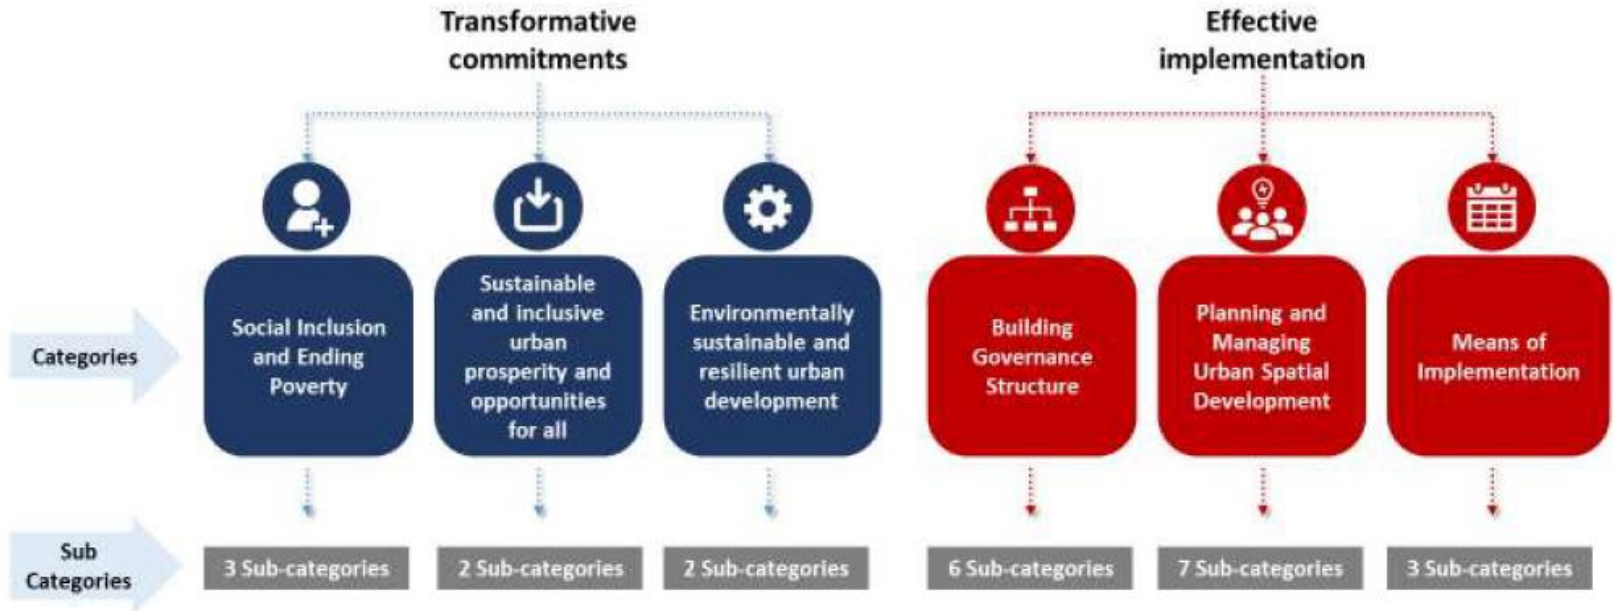 Transformative
commitments
Effective
implementation
Categories
Social Inclusion
and Ending
Poverty
Sustainable
and inclusive
urban
prosperity and
opportunities
for all
Environmentally
sustainable and
resilient urban
development
Building
Governance
Structure
Planning and
Managing
Urban Spatial
Development
Means of
Implementation
Sub
Categories
3 Sub-categories
2 Sub-categories
2 Sub-categories
6 Sub-categories
7 Sub-categories
3 Sub-categories